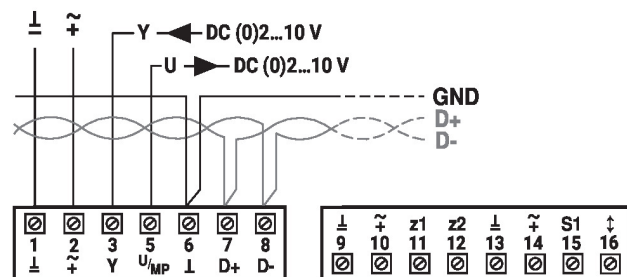 ⊥ ~+
Y DC (0)2...10 V
U DC (0)2...10 V
GND
D+
D-
1 2 3 5 6 7 8
⊥ ~+ Y U/MP ⊥ D+ D-
⊥ ~+ z1 z2 ⊥ ~+ S1 ↕
9 10 11 12 13 14 15 16